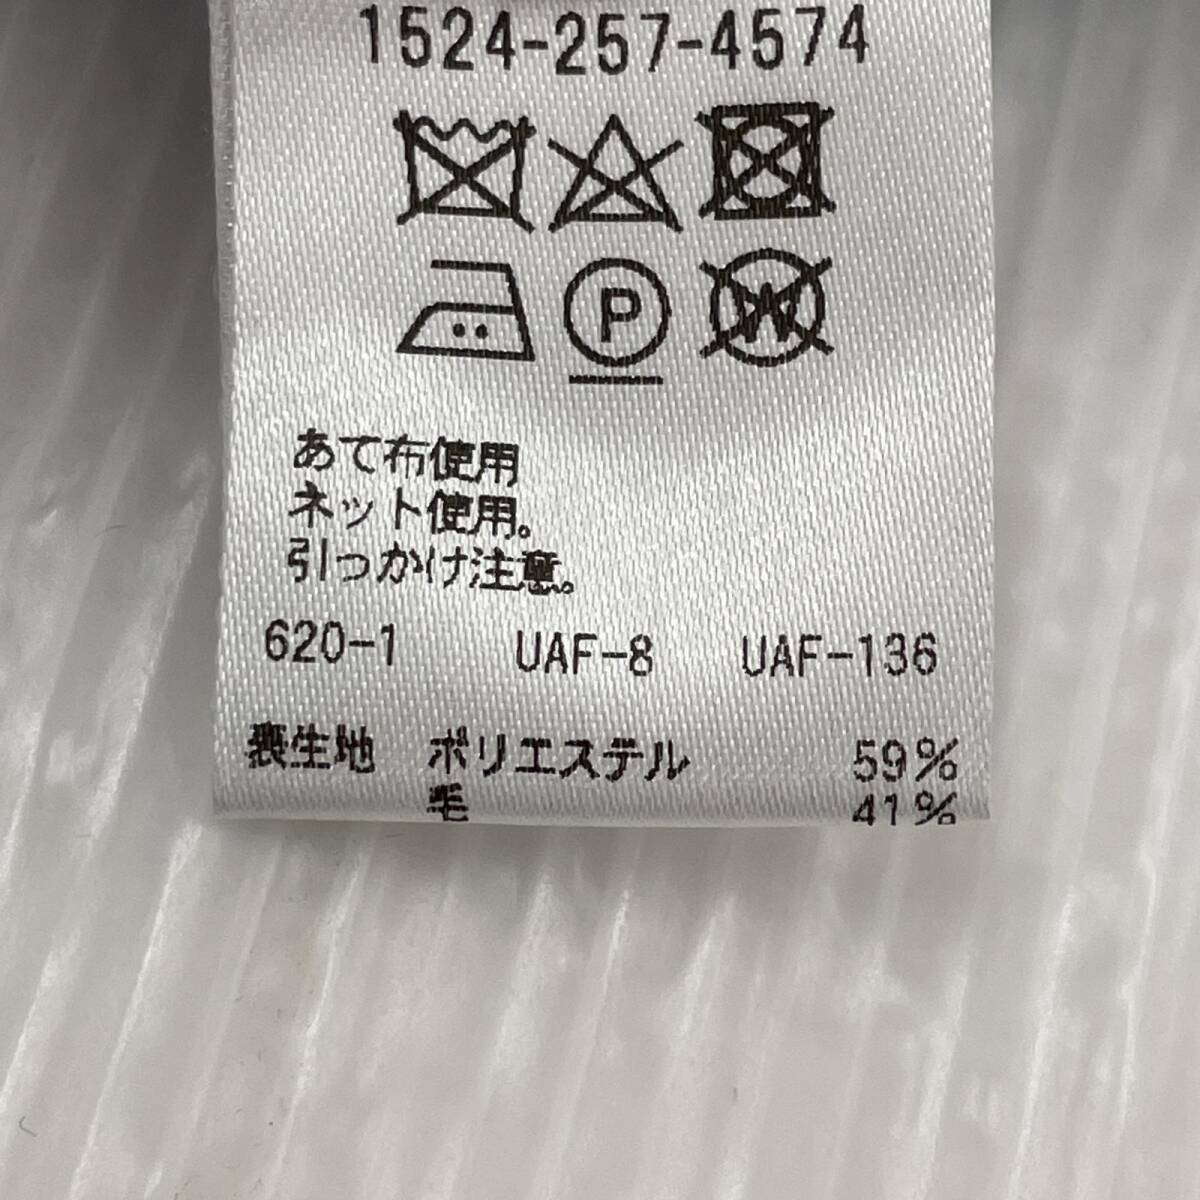 1524-257-4574
P
W
あて布使用
ネット使用。
引っかけ注意。
620-1 UAF-8 UAF-136
表生地 ポリエステル 59%
毛 41%